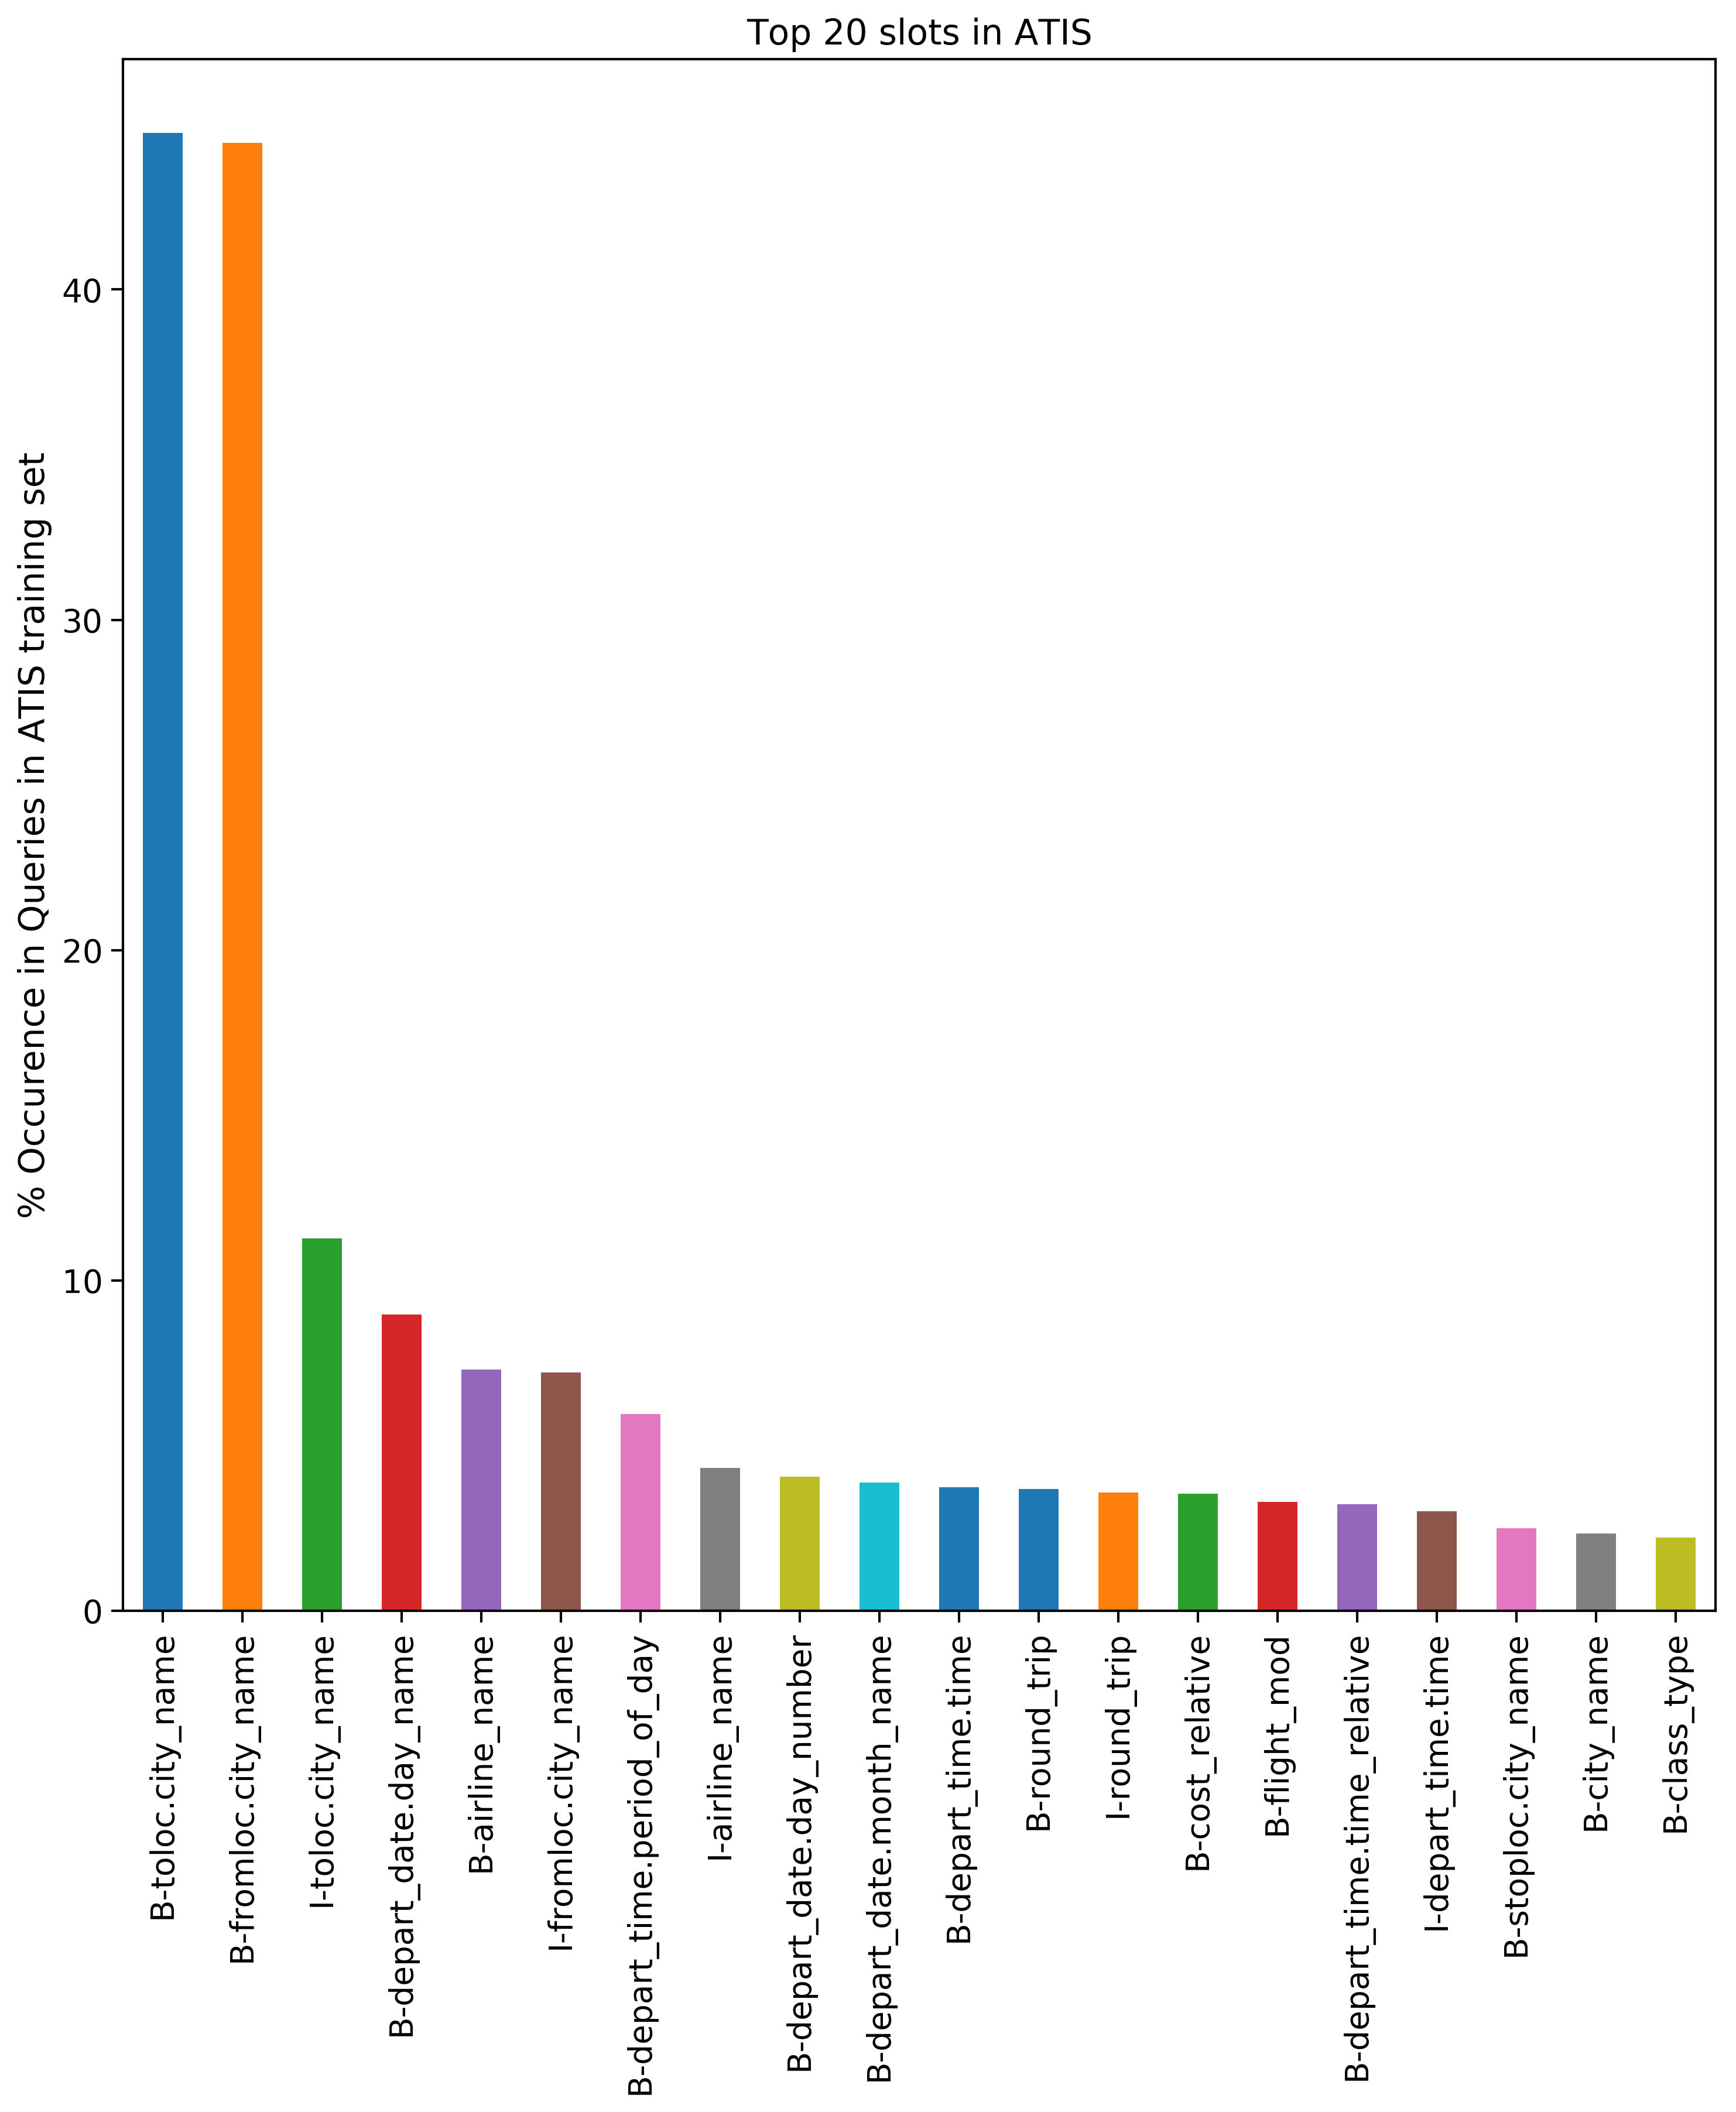 Top 20 slots in ATIS
% Occurence in Queries in ATIS training set
40
30
20
10
0
B-toloc.city_name
B-fromloc.city_name
I-toloc.city_name
B-depart_date.day_name
B-airline_name
I-fromloc.city_name
B-depart_time.period_of_day
I-airline_name
B-depart_date.day_number
B-depart_date.month_name
B-depart_time.time
B-round_trip
I-round_trip
B-cost_relative
B-flight_mod
B-depart_time.time_relative
I-depart_time.time
B-stoploc.city_name
B-city_name
B-class_type